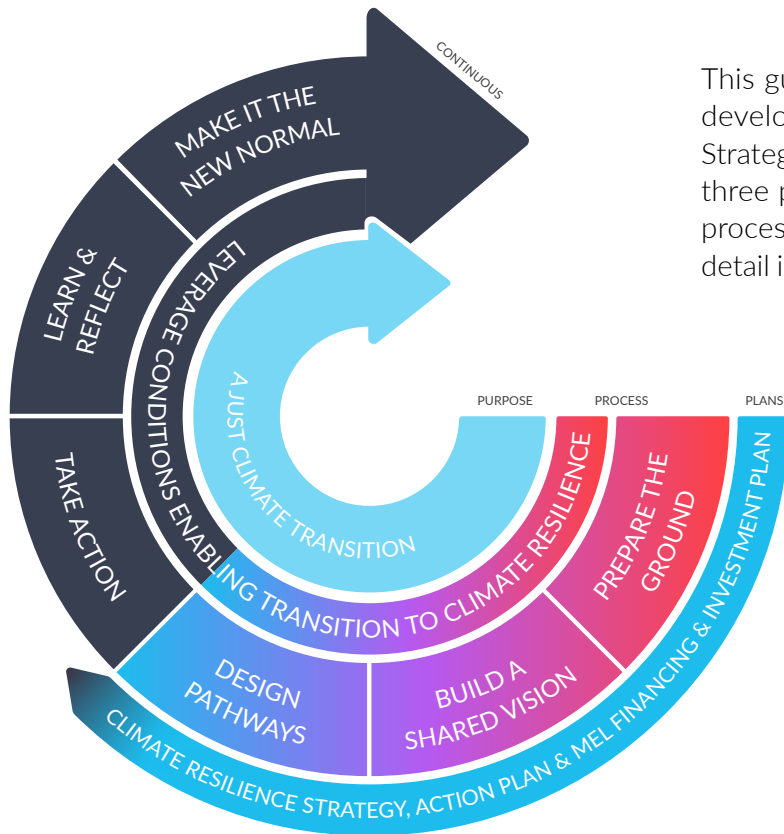 CONTINUOUS
MAKE IT THE
NEW NORMAL
LEARN &
REFLECT
TAKE ACTION
DESIGN
PATHWAYS
BUILD A
SHARED VISION
PREPARE THE
GROUND
LEVERAGE CONDITIONS ENABLING TRANSITION TO CLIMATE RESILIENCE
A JUST CLIMATE TRANSITION
PURPOSE
PROCESS
PLANS
CLIMATE RESILIENCE STRATEGY, ACTION PLAN & MEL FINANCING & INVESTMENT PLAN
This
develo
Strateg
three
proces
detail